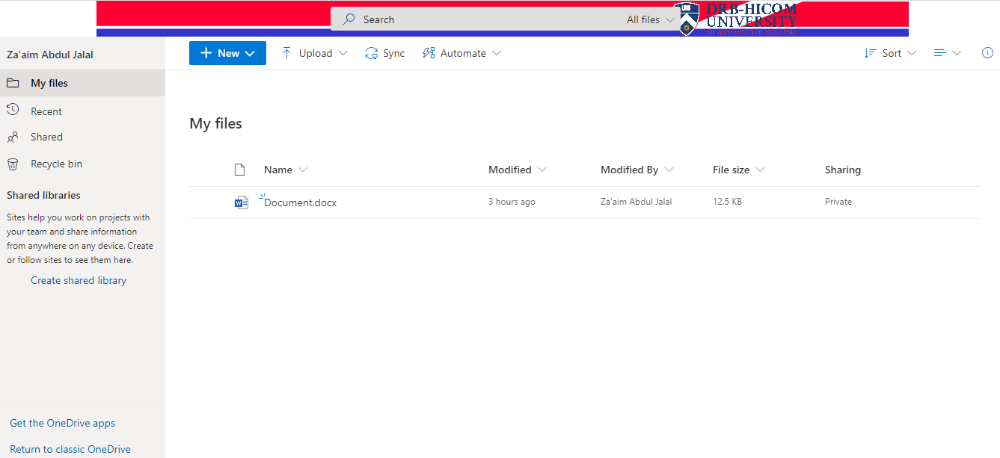 Search All files
DRB-HICOM
UNIVERSITY
OF AUTOMOTIVE MALAYSIA
Za'aim Abdul Jalal
New Upload Sync Automate Sort
My files
Recent
Shared
Recycle bin
Shared libraries
Sites help you work on projects with
your team and share information
from anywhere on any device. Create
or follow sites to see them here.
Create shared library
Get the OneDrive apps
Return to classic OneDrive
My files
Name Modified Modified By File size Sharing
Document.docx 3 hours ago Za'aim Abdul Jalal 12.5 KB Private